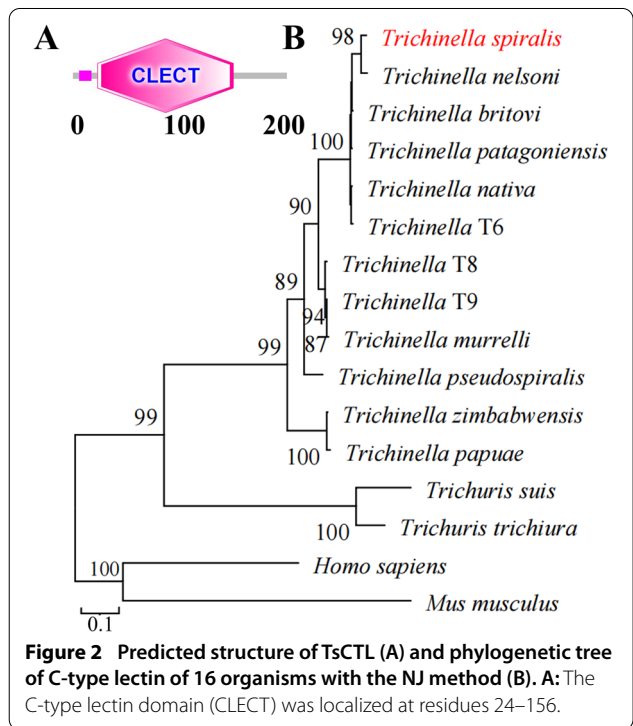 A
B
CLECT
0 100 200
98
Trichinella spiralis
Trichinella nelsoni
Trichinella britovi
100
Trichinella patagoniensis
Trichinella nativa
90
Trichinella T6
Trichinella T8
89
Trichinella T9
94
87
Trichinella murrelli
99
Trichinella pseudospiralis
99
Trichinella zimbabwensis
100
Trichinella papuae
Trichuris suis
100
Trichuris trichiura
100
Homo sapiens
Mus musculus
0.1
Figure 2 Predicted structure of TsCTL (A) and phylogenetic tree
of C-type lectin of 16 organisms with the NJ method (B). A: The
C-type lectin domain (CLECT) was localized at residues 24–156.